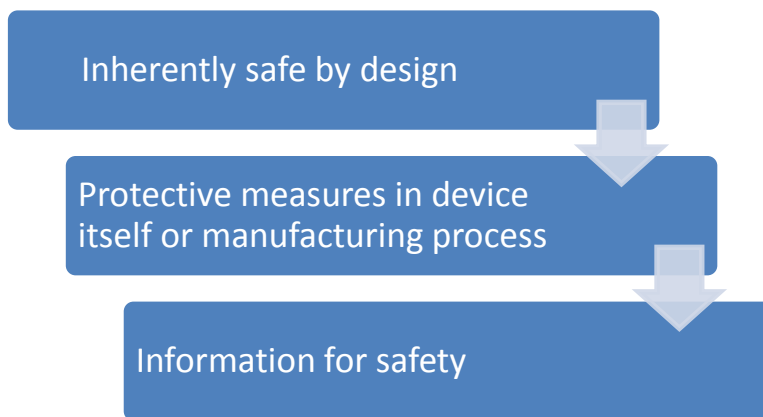 Inherently safe by design
Protective measures in device
itself or manufacturing process
Information for safety